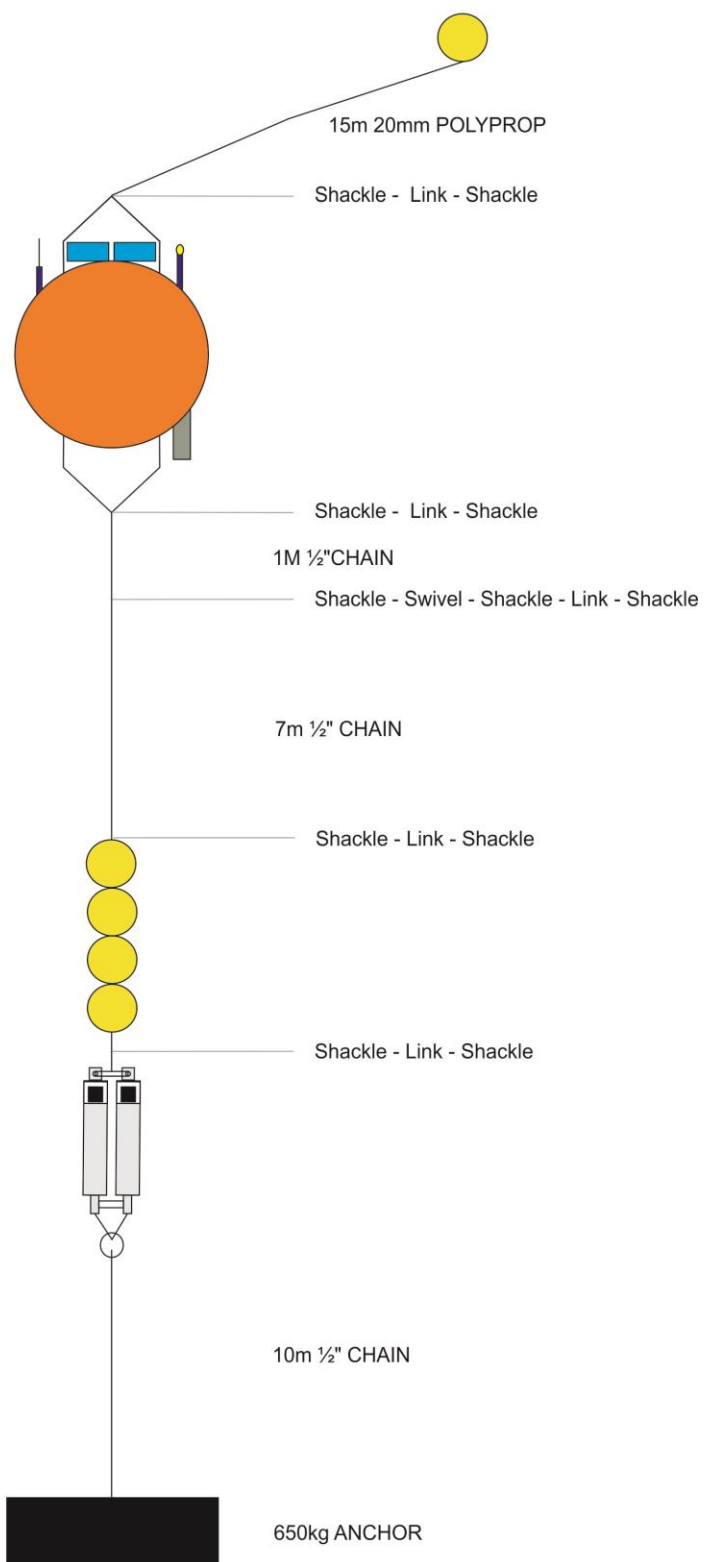 15m 20mm POLYPROP
Shackle - Link - Shackle
Shackle - Link - Shackle
1M ½"CHAIN
Shackle - Swivel - Shackle - Link - Shackle
7m ½" CHAIN
Shackle - Link - Shackle
Shackle - Link - Shackle
10m ½" CHAIN
650kg ANCHOR